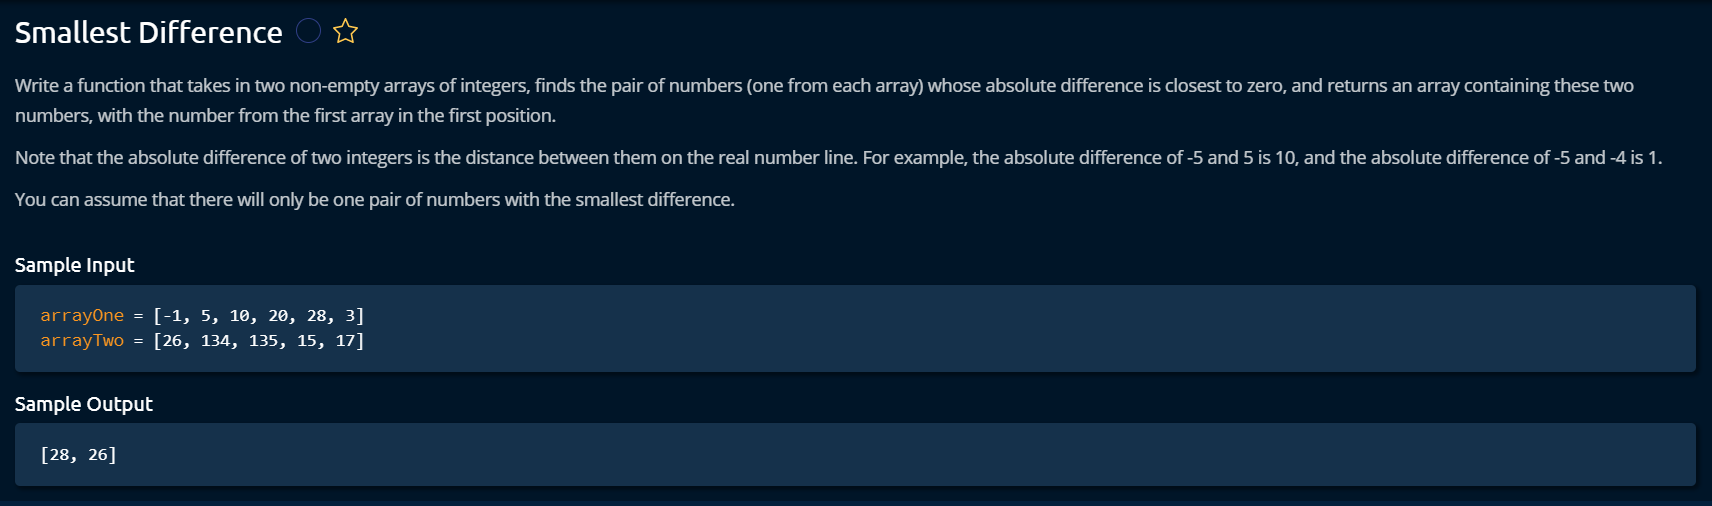 Smallest Difference
Write a function that takes in two non-empty arrays of integers, finds the pair of numbers (one from each array) whose absolute difference is closest to zero, and returns an array containing these two
numbers, with the number from the first array in the first position.
Note that the absolute difference of two integers is the distance between them on the real number line. For example, the absolute difference of -5 and 5 is 10, and the absolute difference of -5 and -4 is 1.
You can assume that there will only be one pair of numbers with the smallest difference.
Sample Input
arrayOne = [-1, 5, 10, 20, 28, 3]
arrayTwo = [26, 134, 135, 15, 17]
Sample Output
[28, 26]